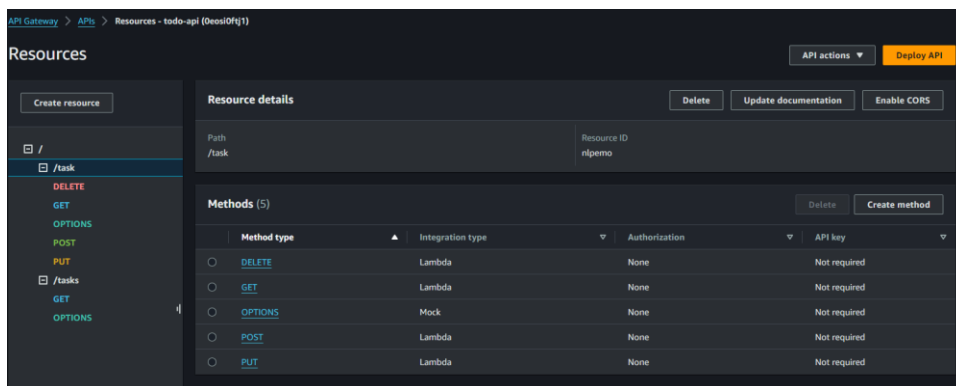 API Gateway > APIs > Resources - todo-api (0eosi0ftj1)
Resources
API actions ▼
Deploy API
Create resource
/
/task
DELETE
GET
OPTIONS
POST
PUT
/tasks
GET
OPTIONS
Resource details
Delete
Update documentation
Enable CORS
Path
/task
Resource ID
nlpemo
Methods (5)
Delete
Create method
Method type Integration type Authorization API key
DELETE Lambda None Not required
GET Lambda None Not required
OPTIONS Mock None Not required
POST Lambda None Not required
PUT Lambda None Not required